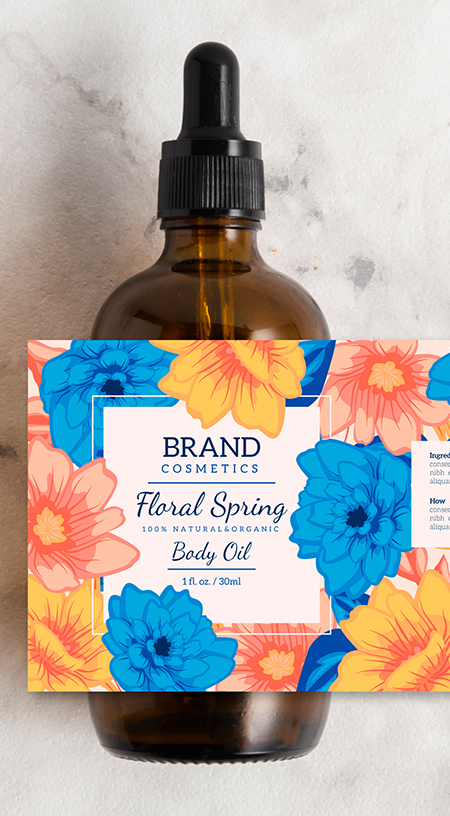 BRAND
COSMETICS
Floral Spring
100% NATURAL&ORGANIC
Body Oil
1 fl. oz. / 30ml
Ingred
consec
nibh e
aliqua
How
consec
nibh e
aliqua